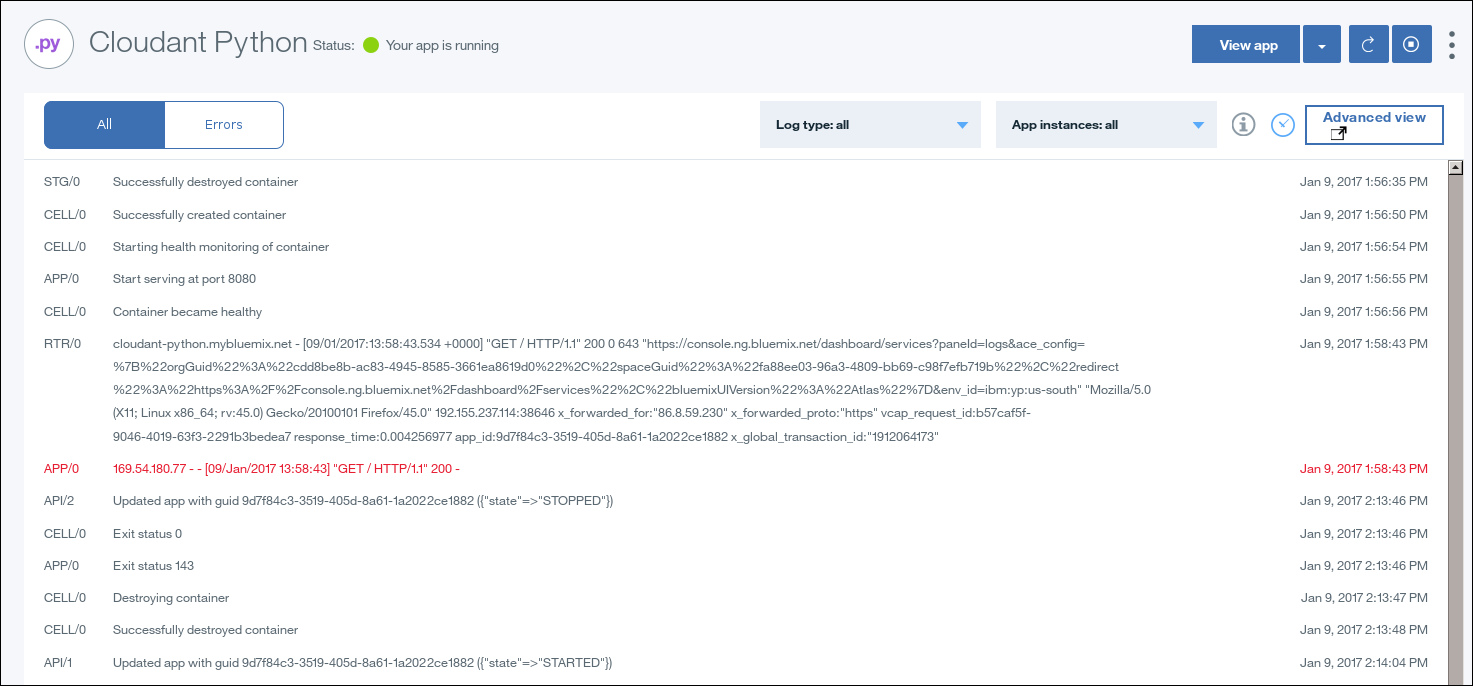 .py Cloudant Python Status: Your app is running View app
All Errors Log type: all App instances: all Advanced view
STG/0 Successfully destroyed container Jan 9, 2017 1:56:35 PM
CELL/0 Successfully created container Jan 9, 2017 1:56:50 PM
CELL/0 Starting health monitoring of container Jan 9, 2017 1:56:54 PM
APP/0 Start serving at port 8080 Jan 9, 2017 1:56:55 PM
CELL/0 Container became healthy Jan 9, 2017 1:56:56 PM
RTR/0 cloudant-python.mybluemix.net - [09/01/2017:13:58:43.534 +0000] "GET / HTTP/1.1" 200 0 643 "https://console.ng.bluemix.net/dashboard/services?paneId=logs&ace_config= Jan 9, 2017 1:58:43 PM
%7B%22orgGuid%22%3A%22cdd8be8b-ac83-4945-8585-3661ea8619d0%22%2C%22spaceGuid%22%3A%22fa88ee03-96a3-4809-bb69-c98f7efb719b%22%2C%22redirect
%22%3A%22https%3A%2F%2Fconsole.ng.bluemix.net%2Fdashboard%2Fservices%22%2C%22bluemixUIVersion%22%3A%22Atlas%22%7D&env_id=ibm:yp:us-south" "Mozilla/5.0
(X11; Linux x86_64; rv:45.0) Gecko/20100101 Firefox/45.0" 192.155.237.114:38646 x_forwarded_for:"86.8.59.230" x_forwarded_proto:"https" vcap_request_id:b57caf5f-
9046-4019-63f3-2291b3bedea7 response_time:0.004256977 app_id:9d7f84c3-3519-405d-8a61-1a2022ce1882 x_global_transaction_id:"1912064173"
APP/0 169.54.180.77 - - [09/Jan/2017 13:58:43] "GET / HTTP/1.1" 200 - Jan 9, 2017 1:58:43 PM
API/2 Updated app with guid 9d7f84c3-3519-405d-8a61-1a2022ce1882 ({"state"=>"STOPPED"}) Jan 9, 2017 2:13:46 PM
CELL/0 Exit status 0 Jan 9, 2017 2:13:46 PM
APP/0 Exit status 143 Jan 9, 2017 2:13:46 PM
CELL/0 Destroying container Jan 9, 2017 2:13:47 PM
CELL/0 Successfully destroyed container Jan 9, 2017 2:13:48 PM
API/1 Updated app with guid 9d7f84c3-3519-405d-8a61-1a2022ce1882 ({"state"=>"STARTED"}) Jan 9, 2017 2:14:04 PM